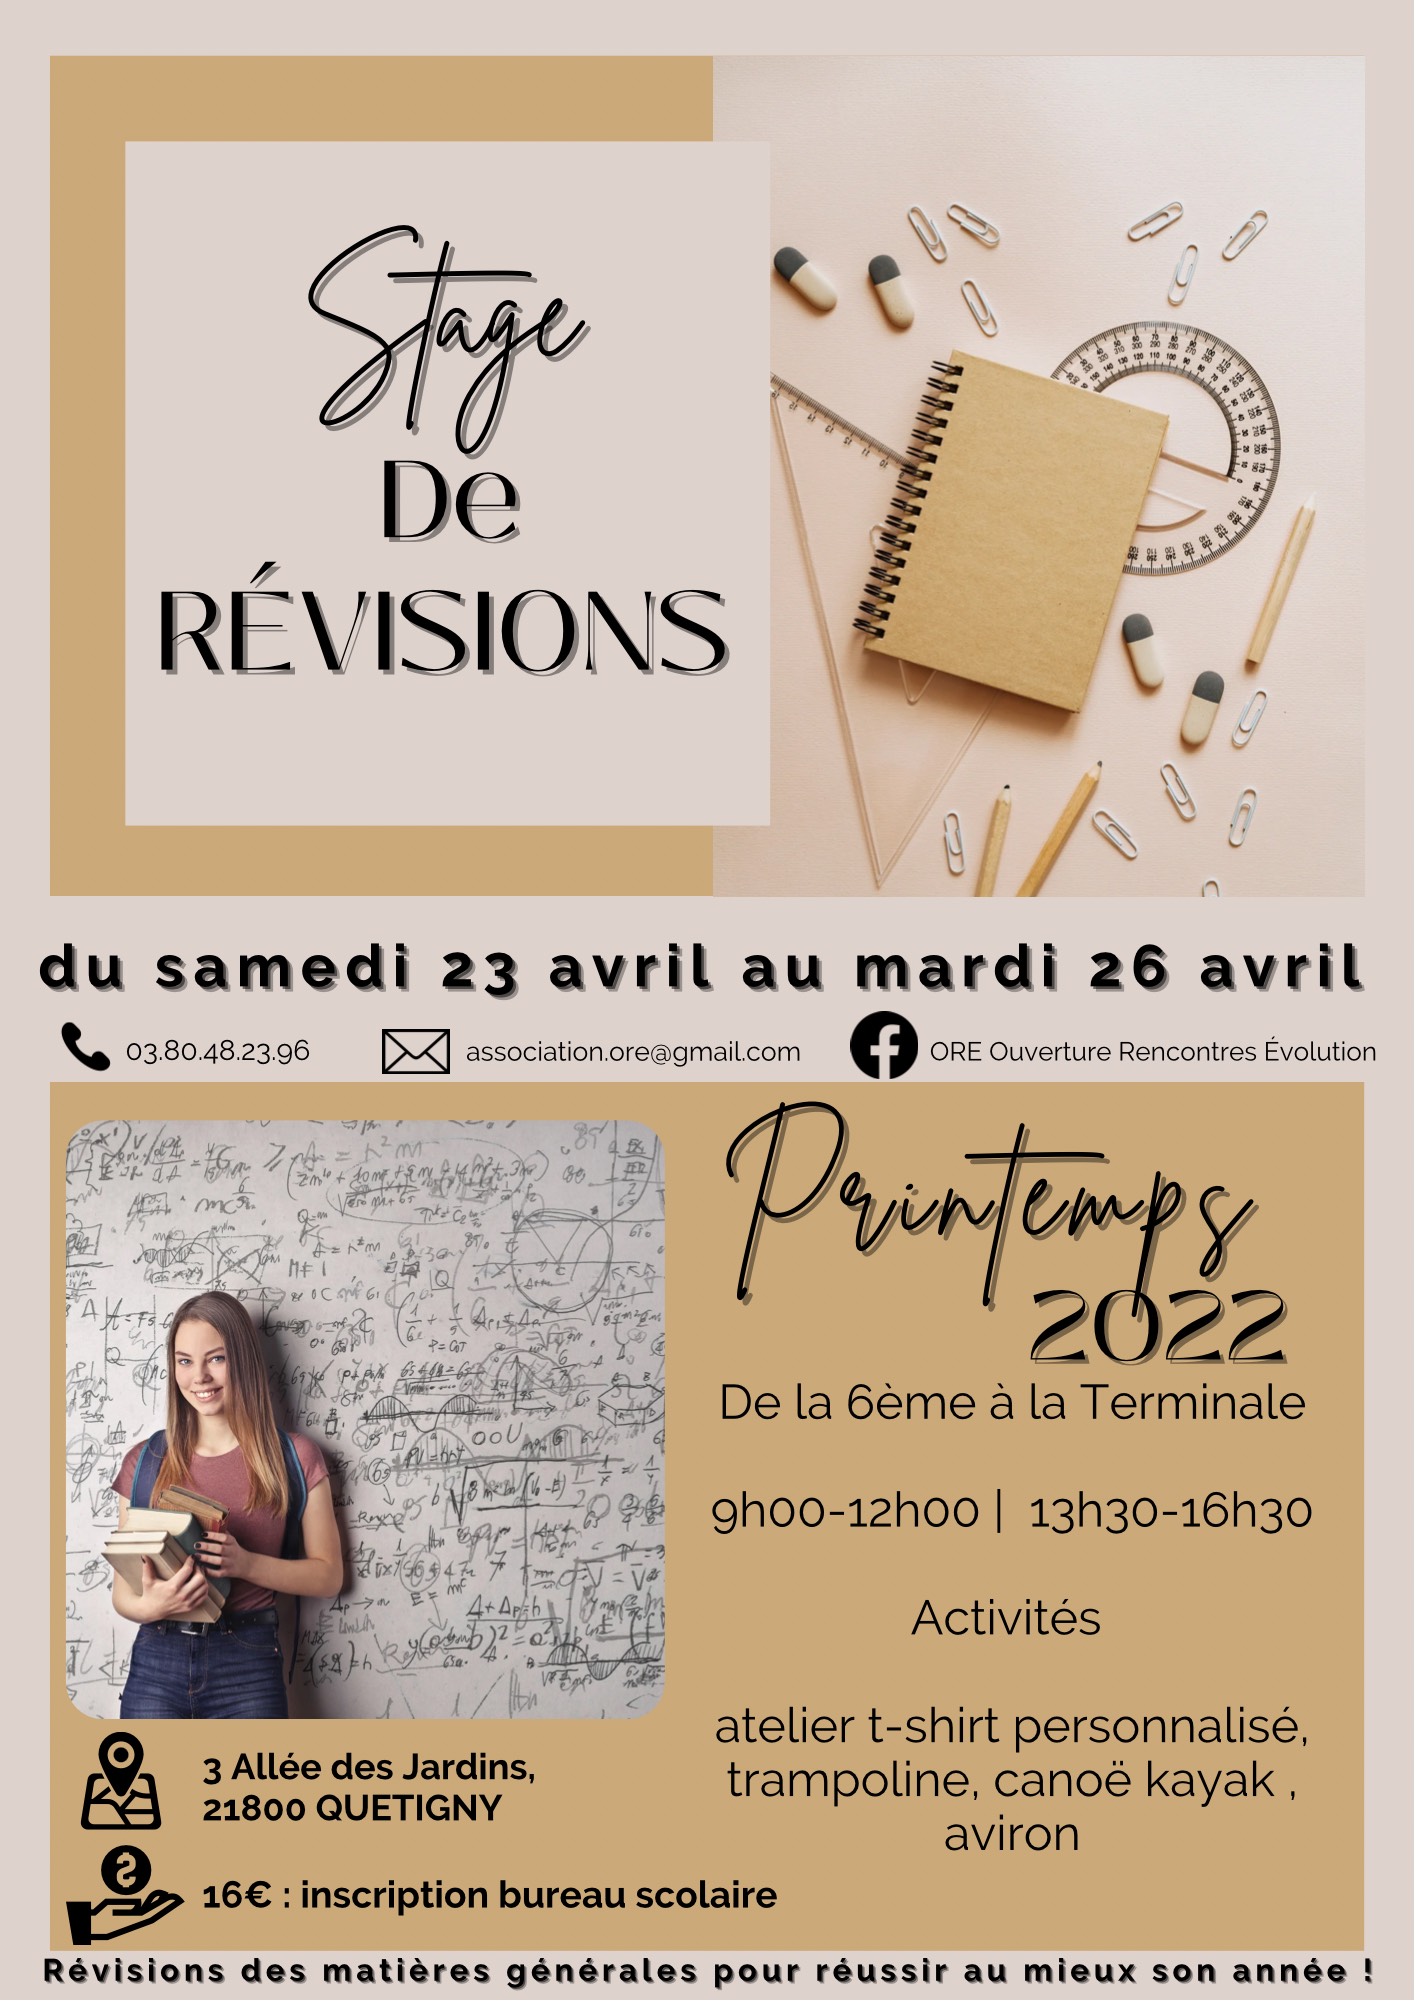 Stage
De
RÉVISIONS
du samedi 23 avril au mardi 26 avril
03.80.48.23.96
association.ore@gmail.com
ORE Ouverture Rencontres Évolution
Printemps
2022
De la 6ème à la Terminale
9h00-12h00 | 13h30-16h30
Activités
atelier t-shirt personnalisé,
trampoline, canoë kayak ,
aviron
3 Allée des Jardins,
21800 QUETIGNY
16€ : inscription bureau scolaire
Révisions des matières générales pour réussir au mieux son année !